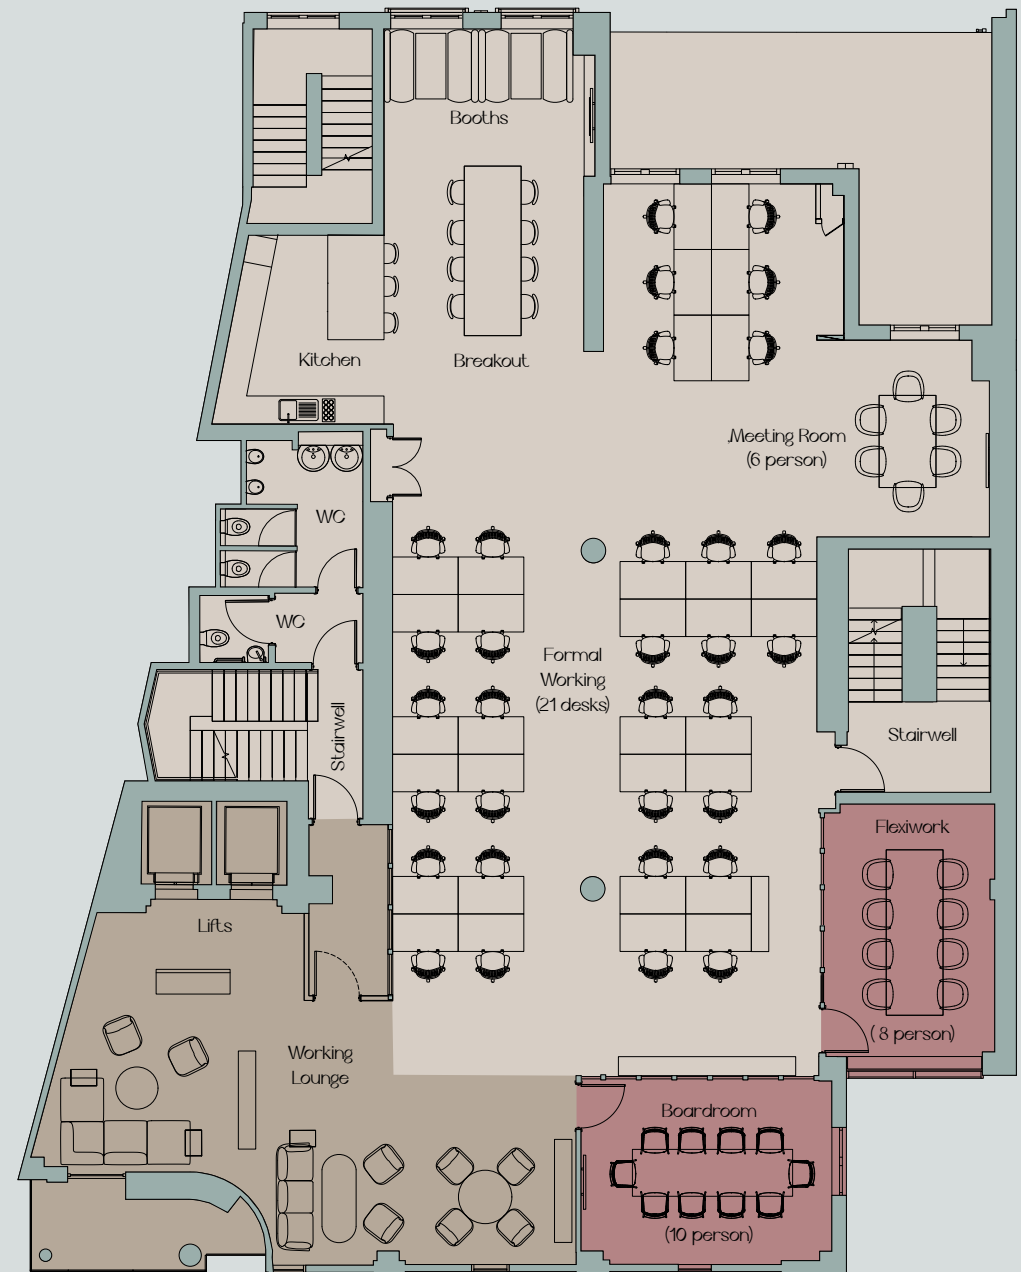 Booths
Kitchen
Breakout
Meeting Room
(6 person)
WC
WC
Formal
Working
(21 desks)
Stairwell
Stairwell
Flexiwork
(8 person)
Lifts
Working
Lounge
Boardroom
(10 person)